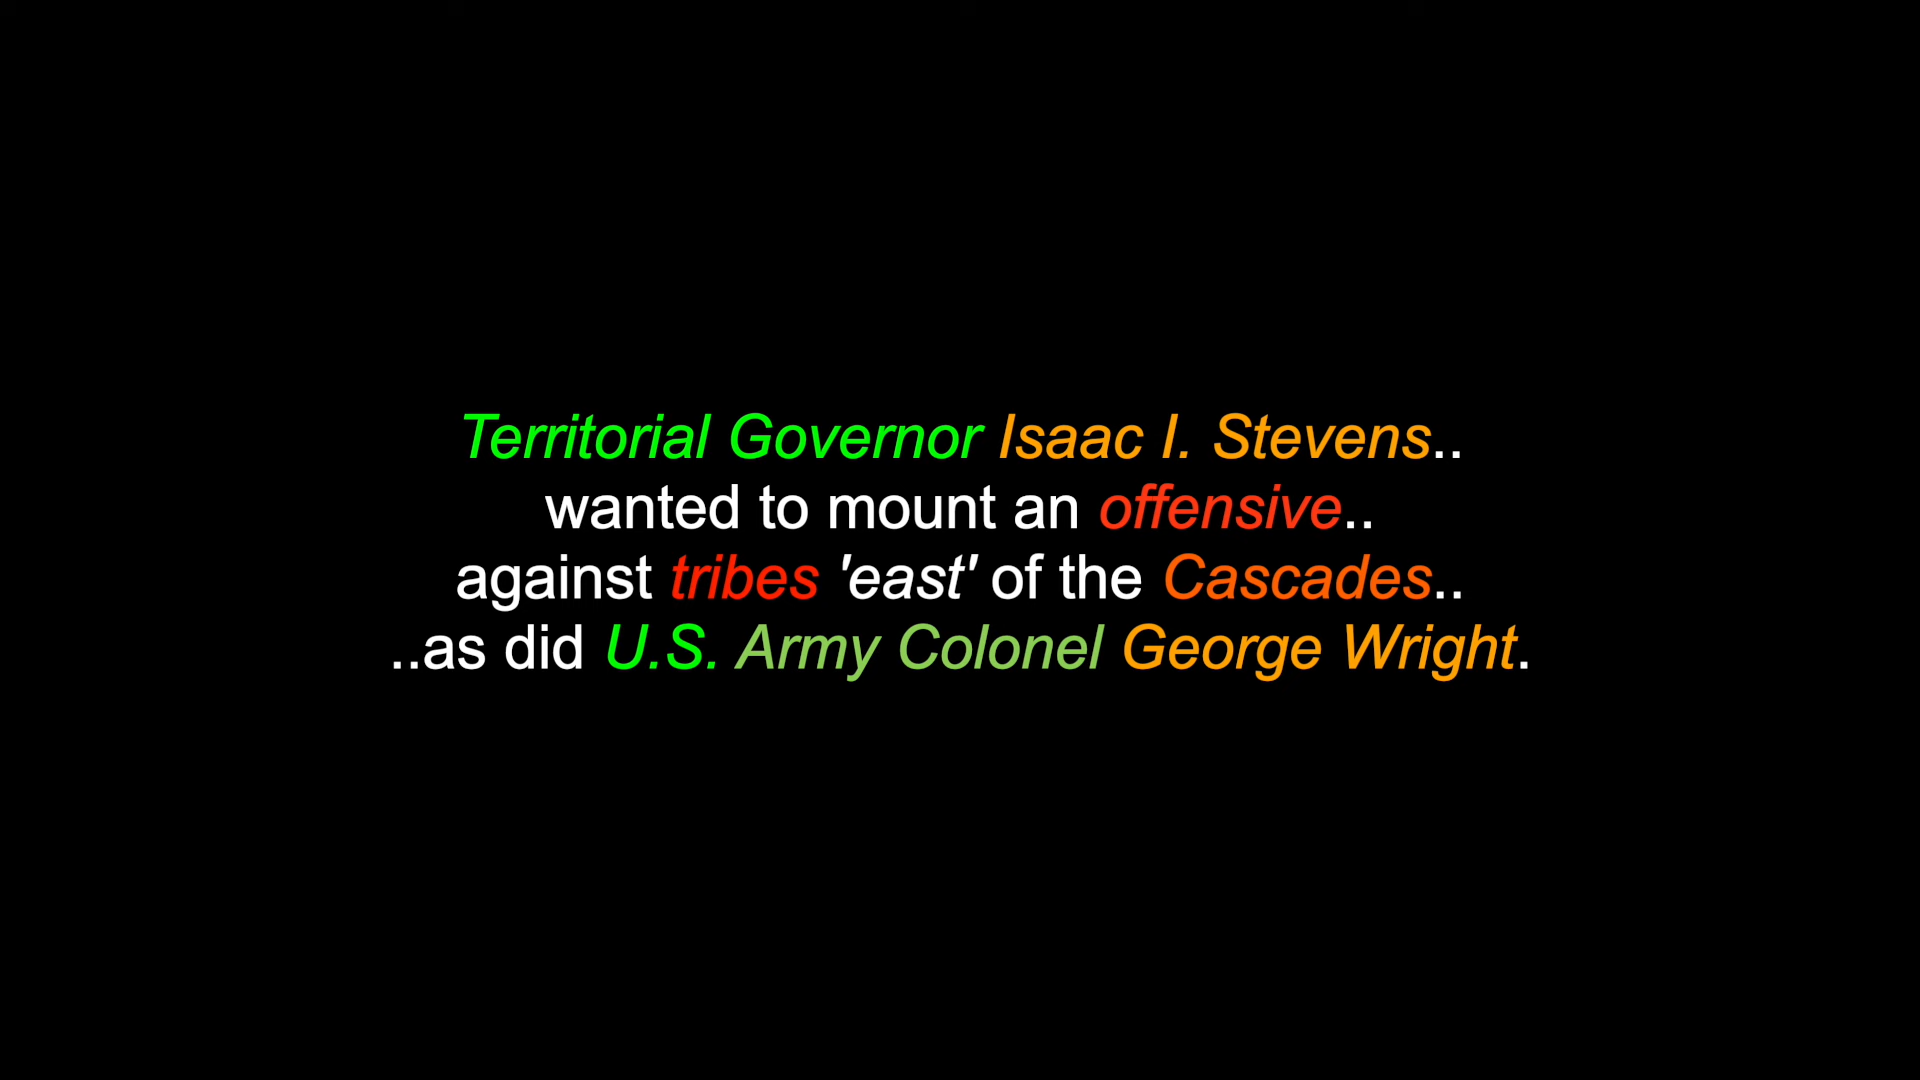 Territorial Governor Isaac I. Stevens..
wanted to mount an offensive..
against tribes 'east' of the Cascades..
..as did U.S. Army Colonel George Wright.